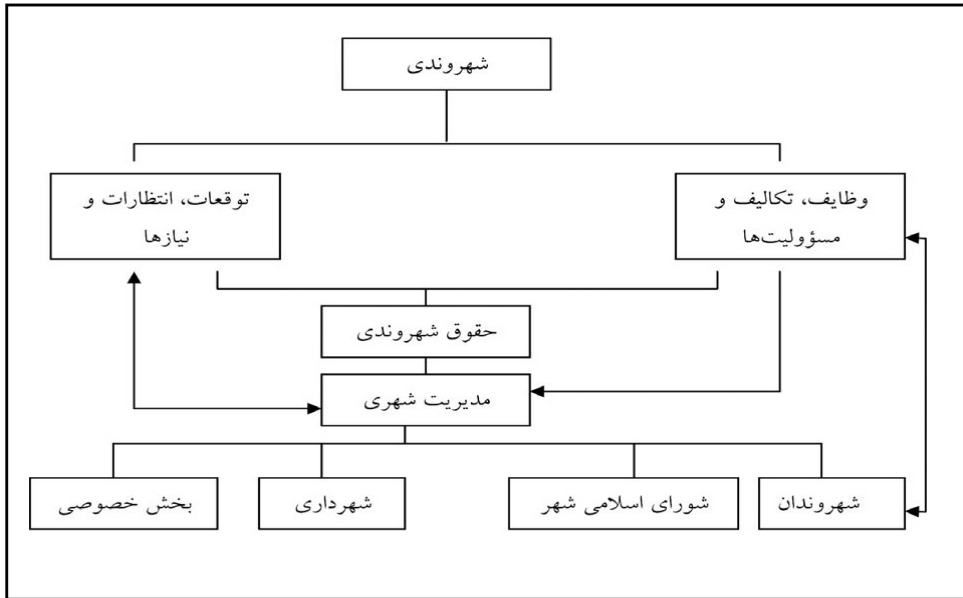 شهروندی
وظایف، تکالیف و
مسؤولیت‌ها
توقعات، انتظارات و
نیازها
حقوق شهروندی
مدیریت شهری
شهروندان
شورای اسلامی شهر
شهرداری
بخش خصوصی